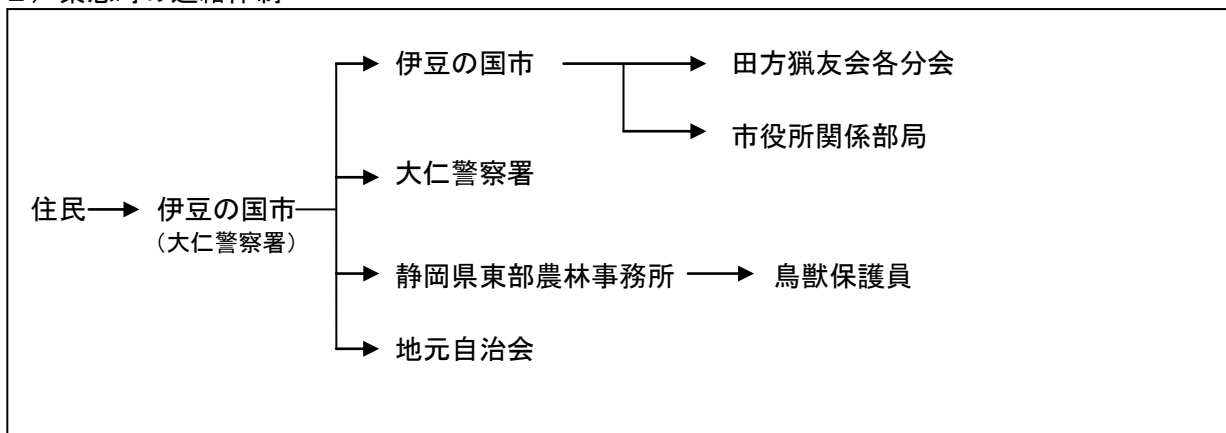 伊豆の国市
田方猟友会各分会
市役所関係部局
大仁警察署
住民
伊豆の国市
(大仁警察署)
静岡県東部農林事務所
鳥獣保護員
地元自治会